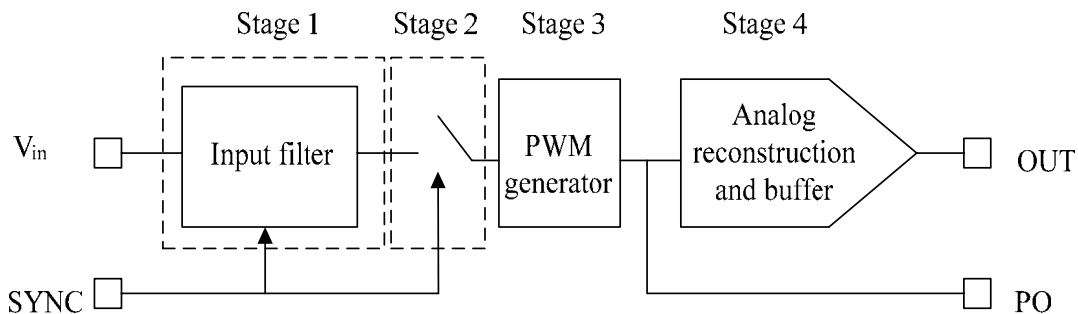 Stage 1
Stage 2
Stage 3
Stage 4
Vin
Input filter
PWM
generator
Analog
reconstruction
and buffer
OUT
SYNC
PO